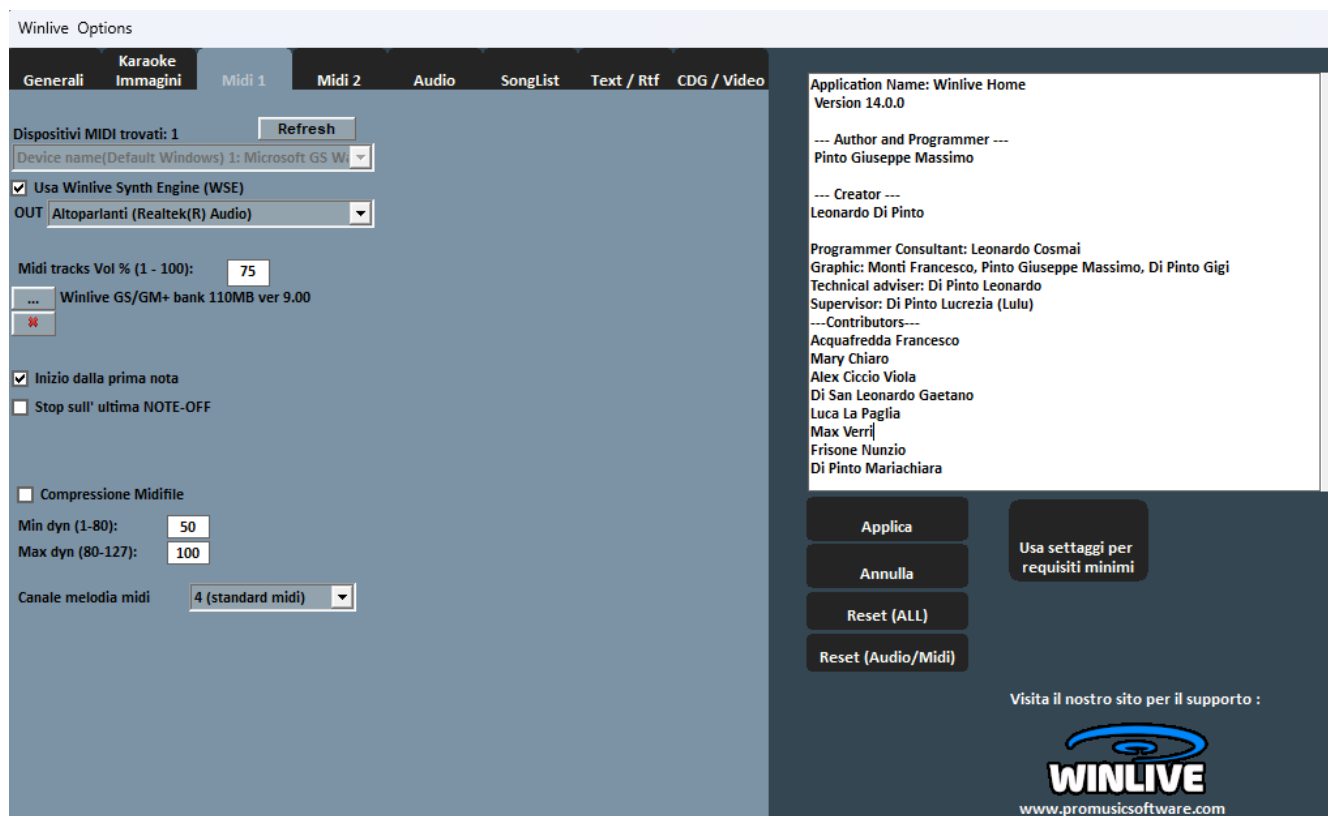 Winlive Options
Generali
Karaoke
Immagini
Midi 1
Midi 2
Audio
SongList
Text / Rtf
CDG / Video
Dispositivi MIDI trovati: 1
Refresh
Device name(Default Windows) 1: Microsoft GS
Usa Winlive Synth Engine (WSE)
OUT Altoparlanti (Realtek(R) Audio)
Midi tracks Vol % (1 - 100): 75
... Winlive GS/GM+ bank 110MB ver 9.00
Inizio dalla prima nota
Stop sull' ultima NOTE-OFF
Compressione Midifile
Min dyn (1-80): 50
Max dyn (80-127): 100
Canale melodia midi 4 (standard midi)
Application Name: Winlive Home
Version 14.0.0
--- Author and Programmer ---
Pinto Giuseppe Massimo
--- Creator ---
Leonardo Di Pinto
Programmer Consultant: Leonardo Cosmai
Graphic: Monti Francesco, Pinto Giuseppe Massimo, Di Pinto Gigi
Technical adviser: Di Pinto Leonardo
Supervisor: Di Pinto Lucrezia (Lulu)
---Contributors---
Acquafredda Francesco
Mary Chiaro
Alex Ciccio Viola
Di San Leonardo Gaetano
Luca La Paglia
Max Verri
Frisone Nunzio
Di Pinto Mariachiara
Applica
Annulla
Reset (ALL)
Reset (Audio/Midi)
Usa settaggi per
requisiti minimi
Visita il nostro sito per il supporto :
WINLIVE
www.promusicsoftware.com